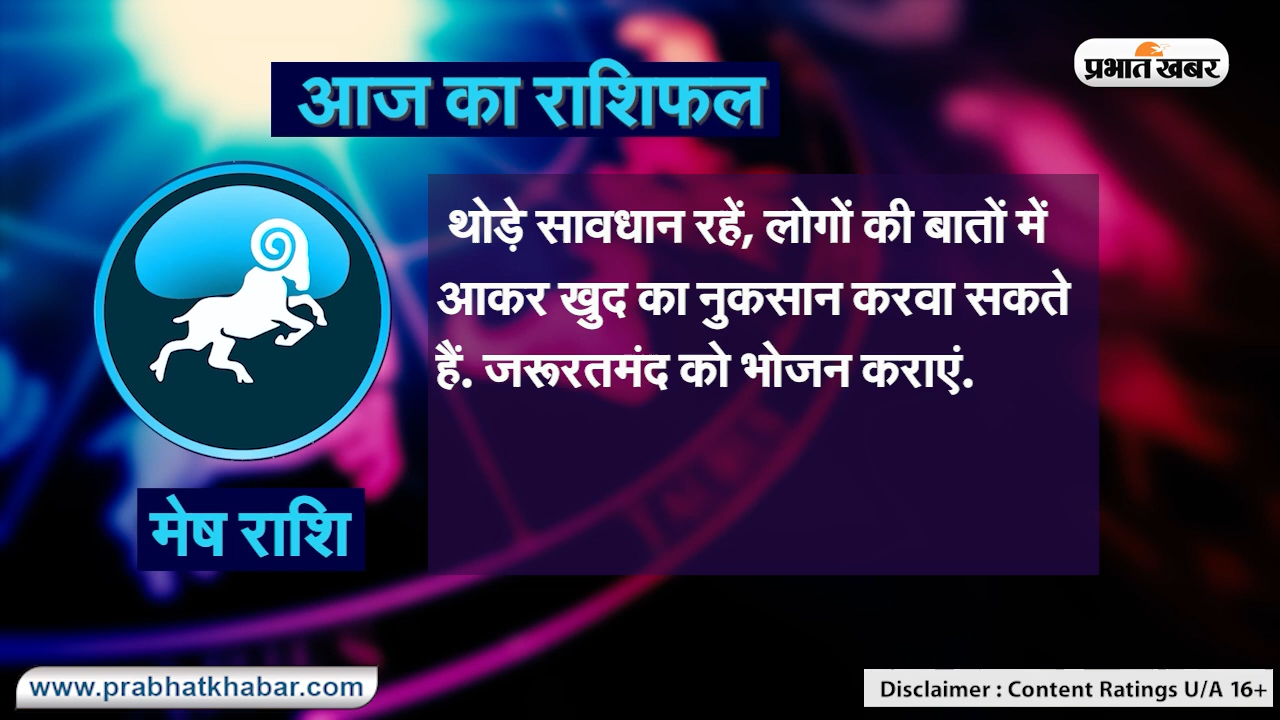 प्रभात खबर
आज का राशिफल
थोड़े सावधान रहें, लोगों की बातों में
आकर खुद का नुकसान करवा सकते
हैं. जरूरतमंद को भोजन कराएं.
मेष राशि
www.prabhatkhabar.com
Disclaimer : Content Ratings U/A 16+